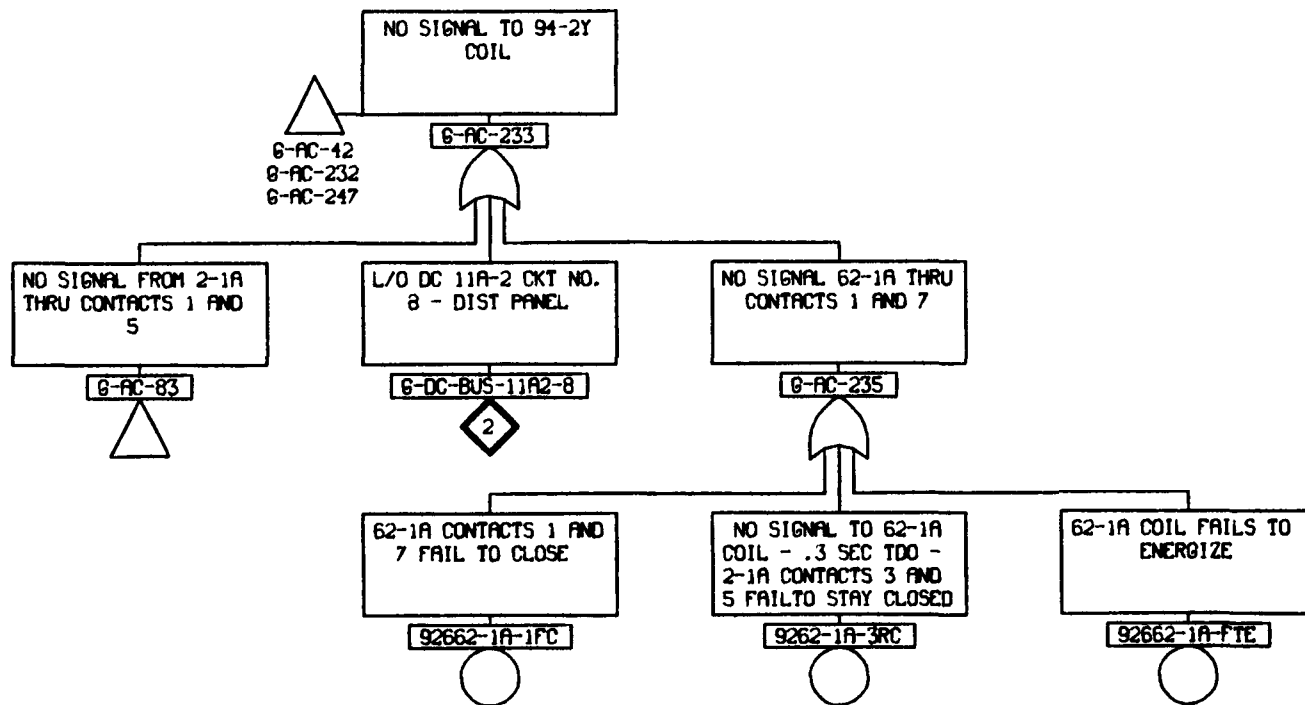 NO SIGNAL TO 94-2Y
COIL
G-AC-233
G-AC-42
G-AC-232
G-AC-247
NO SIGNAL FROM 2-1A
THRU CONTACTS 1 AND
5
G-AC-83
L/O DC 11A-2 CKT NO.
8 - DIST PANEL
G-DC-BUS-11A2-8
2
NO SIGNAL 62-1A THRU
CONTACTS 1 AND 7
G-AC-235
62-1A CONTACTS 1 AND
7 FAIL TO CLOSE
92662-1A-1FC
NO SIGNAL TO 62-1A
COIL - .3 SEC TDO -
2-1A CONTACTS 3 AND
5 FAILTO STAY CLOSED
9262-1A-3RC
62-1A COIL FAILS TO
ENERGIZE
92662-1A-FTE